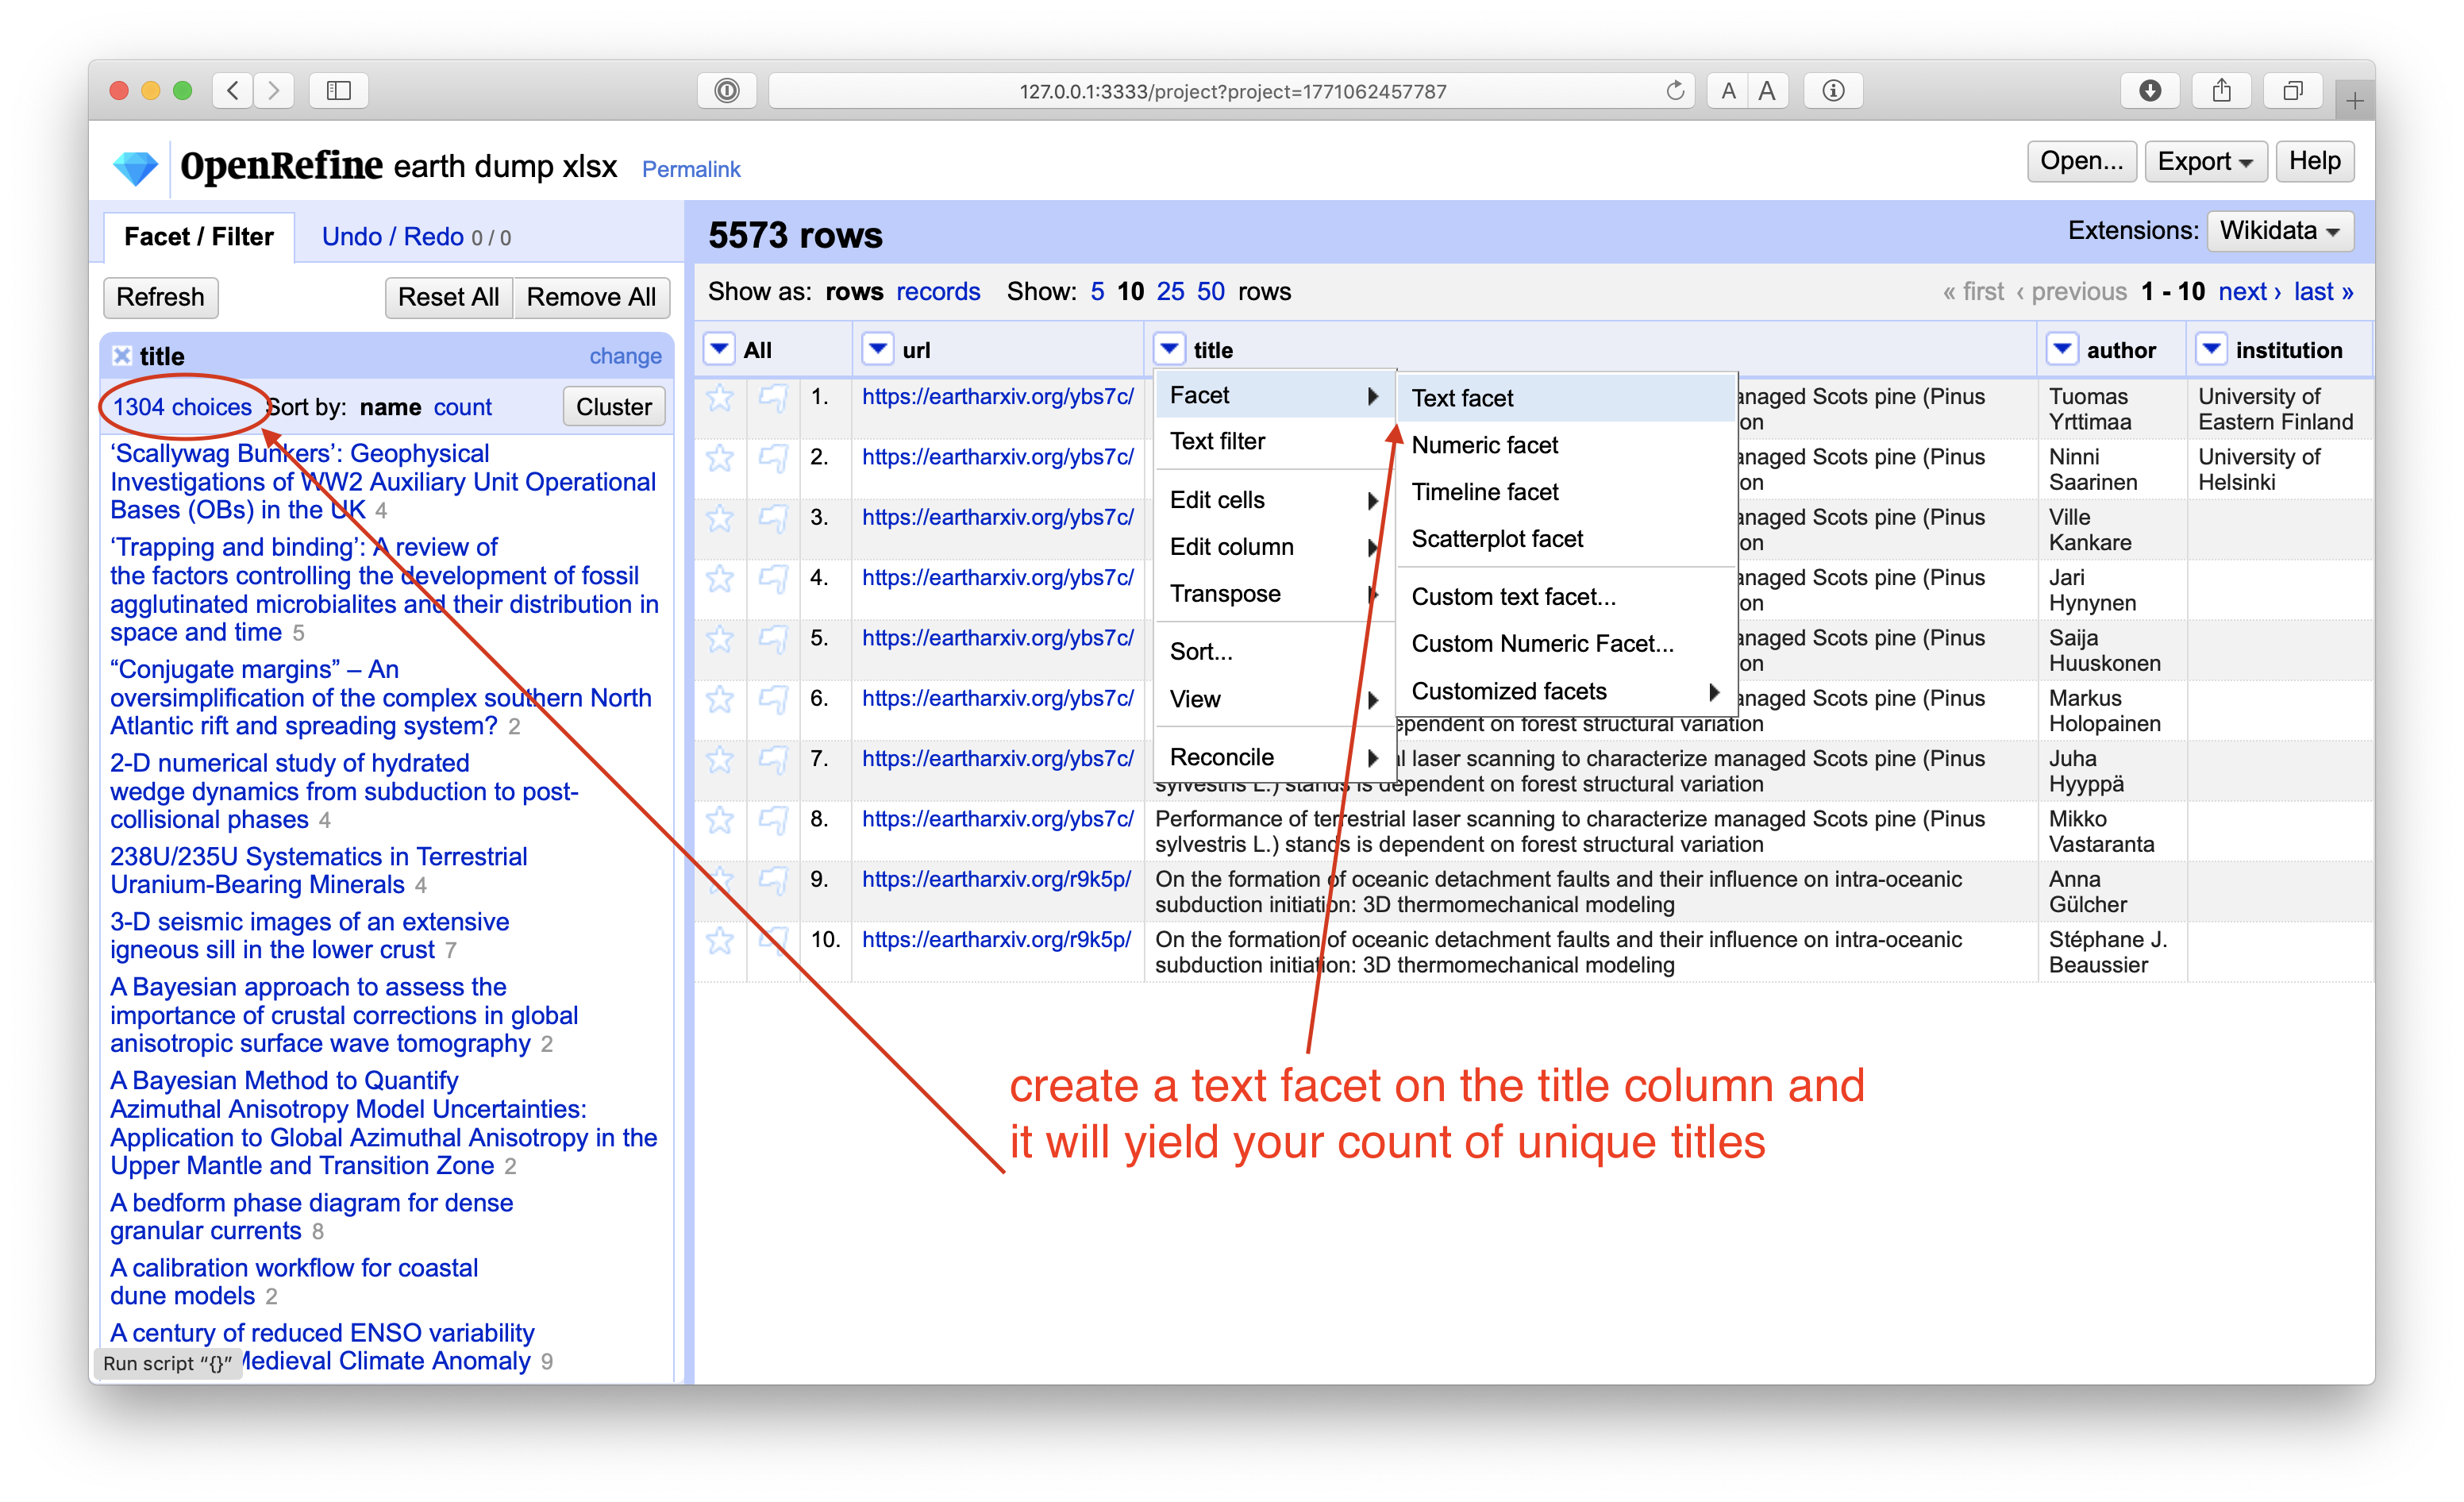 127.0.0.1:3333/project?project=1771062457787
A A
OpenRefine earth dump xlsx Permalink
Open... Export Help
Facet / Filter Undo / Redo 0 / 0
5573 rows
Extensions: Wikidata
Refresh Reset All Remove All
Show as: rows records Show: 5 10 25 50 rows
« first ‹ previous 1 - 10 next › last »
title change
1304 choices Sort by: name count Cluster
‘Scallywag Bunkers’: Geophysical
Investigations of WW2 Auxiliary Unit Operational
Bases (OBs) in the UK 4
‘Trapping and binding’: A review of
the factors controlling the development of fossil
agglutinated microbialites and their distribution in
space and time 5
“Conjugate margins” – An
oversimplification of the complex southern North
Atlantic rift and spreading system? 2
2-D numerical study of hydrated
wedge dynamics from subduction to post-
collisional phases 4
238U/235U Systematics in Terrestrial
Uranium-Bearing Minerals 4
3-D seismic images of an extensive
igneous sill in the lower crust 7
A Bayesian approach to assess the
importance of crustal corrections in global
anisotropic surface wave tomography 2
A Bayesian Method to Quantify
Azimuthal Anisotropy Model Uncertainties:
Application to Global Azimuthal Anisotropy in the
Upper Mantle and Transition Zone 2
A bedform phase diagram for dense
granular currents 8
A calibration workflow for coastal
dune models 2
A century of reduced ENSO variability
Medieval Climate Anomaly 9
Run script “{}”
All url title author institution
Facet
Text filter
Edit cells
Edit column
Transpose
Sort...
View
Reconcile
Text facet
Numeric facet
Timeline facet
Scatterplot facet
Custom text facet...
Custom Numeric Facet...
Customized facets
1. https://eartharxiv.org/ybs7c/ anaged Scots pine (Pinus Tuomas University of
on Yrttimaa Eastern Finland
2. https://eartharxiv.org/ybs7c/ anaged Scots pine (Pinus Ninni University of
on Saarinen Helsinki
3. https://eartharxiv.org/ybs7c/ anaged Scots pine (Pinus Ville
on Kankare
4. https://eartharxiv.org/ybs7c/ anaged Scots pine (Pinus Jari
on Hynynen
5. https://eartharxiv.org/ybs7c/ anaged Scots pine (Pinus Saija
on Huuskonen
6. https://eartharxiv.org/ybs7c/ anaged Scots pine (Pinus Markus
ependent on forest structural variation Holopainen
7. https://eartharxiv.org/ybs7c/ l laser scanning to characterize managed Scots pine (Pinus Juha
sylvestris L.) stands is dependent on forest structural variation Hyyppä
8. https://eartharxiv.org/ybs7c/ Performance of terrestrial laser scanning to characterize managed Scots pine (Pinus Mikko
sylvestris L.) stands is dependent on forest structural variation Vastaranta
9. https://eartharxiv.org/r9k5p/ On the formation of oceanic detachment faults and their influence on intra-oceanic Anna
subduction initiation: 3D thermomechanical modeling Gülcher
10. https://eartharxiv.org/r9k5p/ On the formation of oceanic detachment faults and their influence on intra-oceanic Stéphane J.
subduction initiation: 3D thermomechanical modeling Beaussier
create a text facet on the title column and
it will yield your count of unique titles